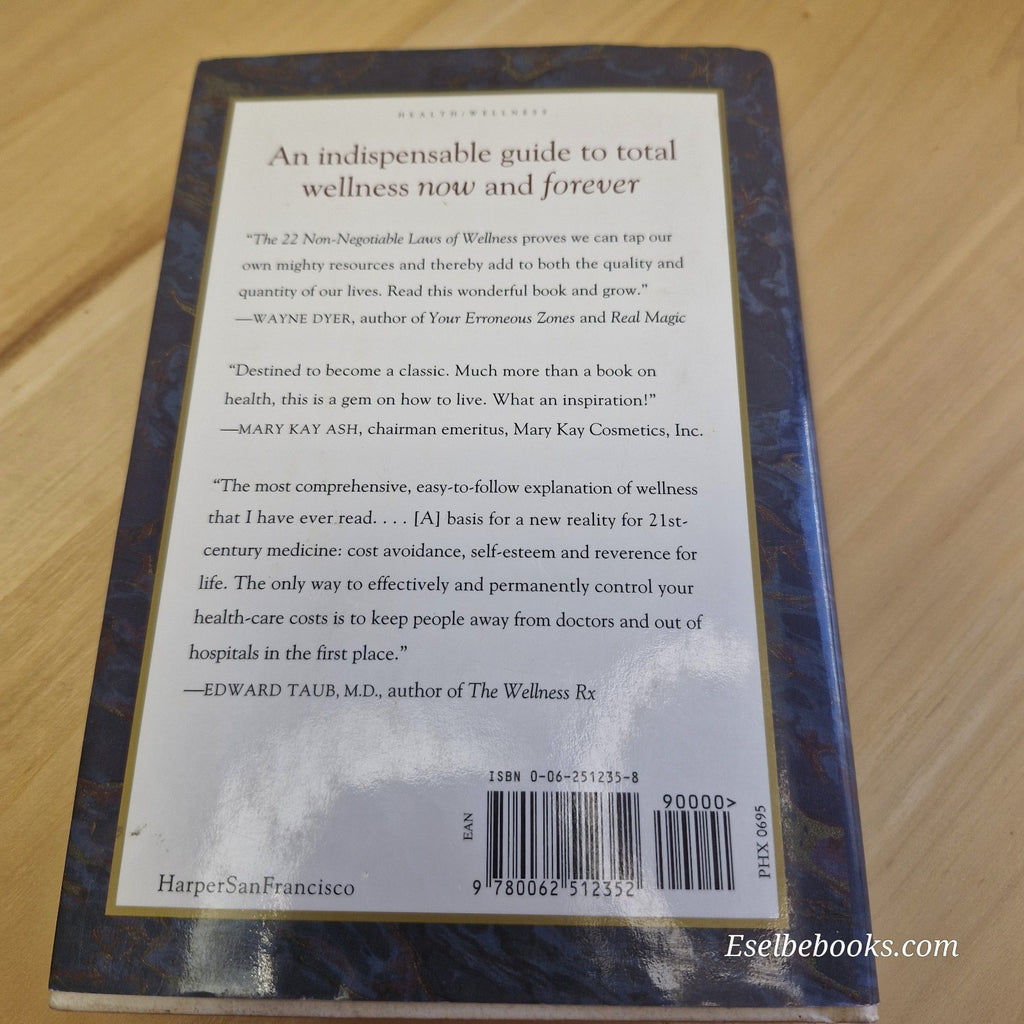 HEALTH/WELLNESS
An indispensable guide to total
wellness now and forever
“The 22 Non-Negotiable Laws of Wellness proves we can tap our
own mighty resources and thereby add to both the quality and
quantity of our lives. Read this wonderful book and grow.”
—WAYNE DYER, author of Your Erroneous Zones and Real Magic
“Destined to become a classic. Much more than a book on
health, this is a gem on how to live. What an inspiration!”
—MARY KAY ASH, chairman emeritus, Mary Kay Cosmetics, Inc.
“The most comprehensive, easy-to-follow explanation of wellness
that I have ever read. . . . [A] basis for a new reality for 21st-
century medicine: cost avoidance, self-esteem and reverence for
life. The only way to effectively and permanently control your
health-care costs is to keep people away from doctors and out of
hospitals in the first place.”
—EDWARD TAUB, M.D., author of The Wellness Rx
ISBN 0-06-251235-8
90000>
EAN
9 780062 512352
PHX 0695
HarperSanFrancisco
Eselbebooks.com